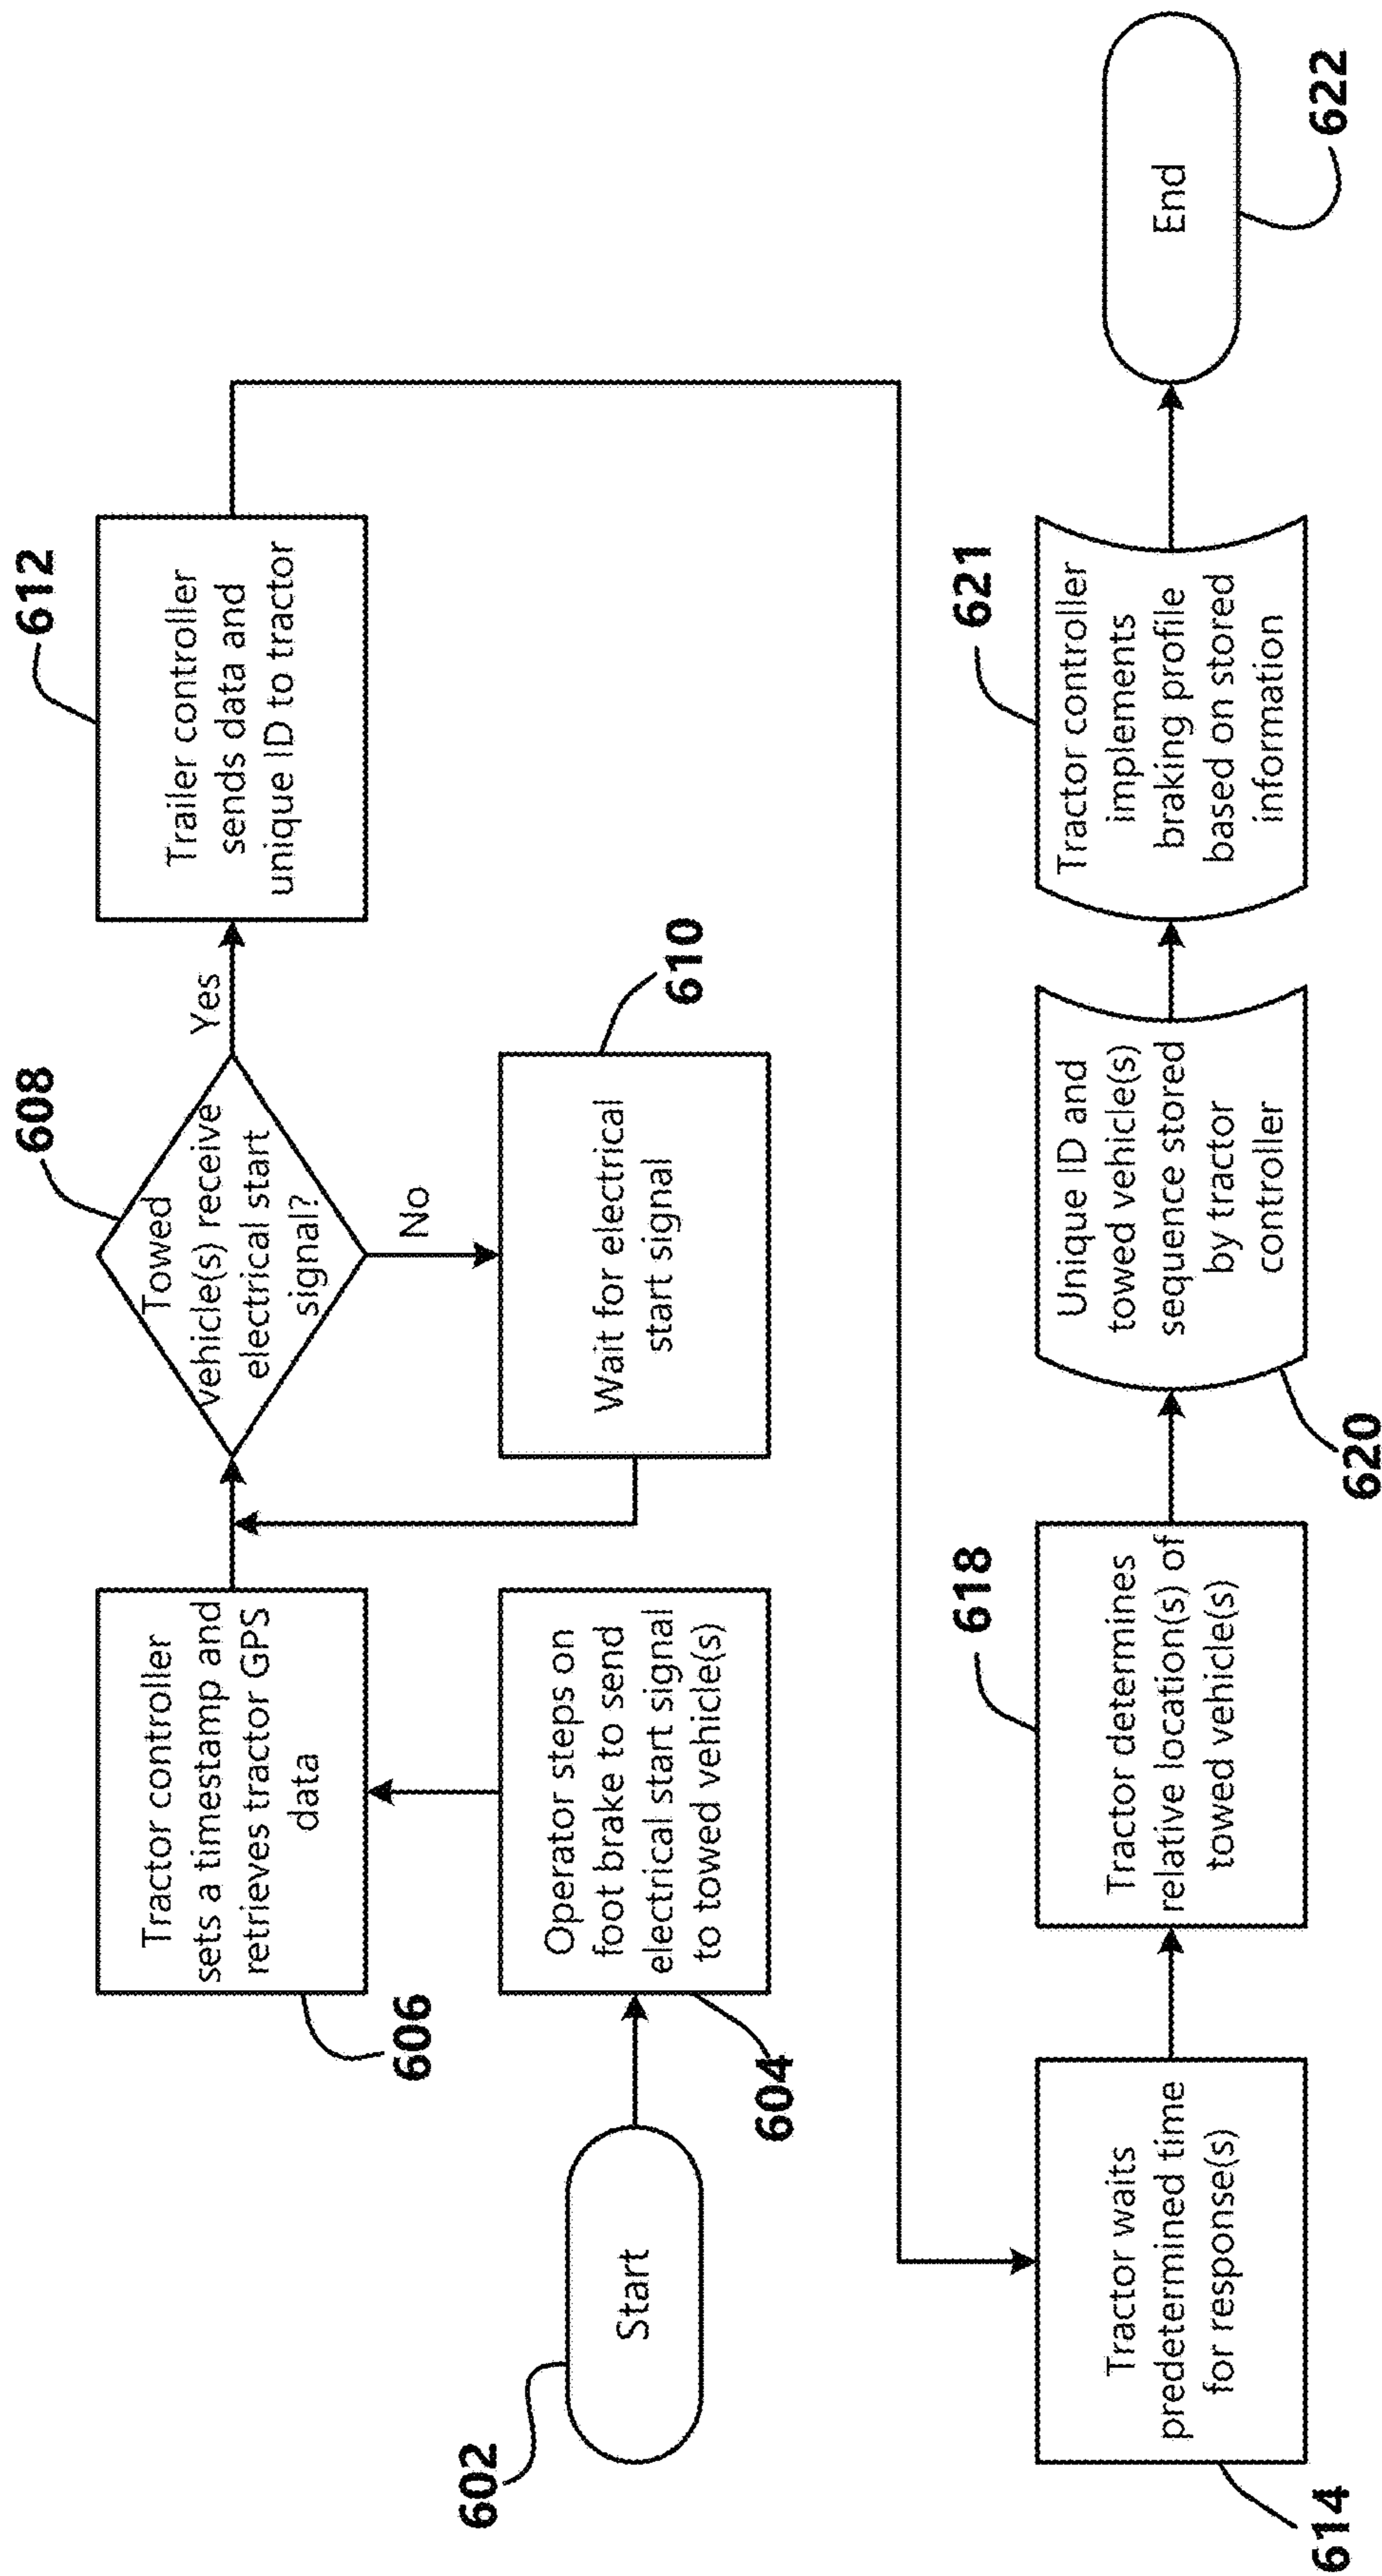 602
Start
604
Operator steps on
foot brake to send
electrical start signal
to towed vehicle(s)
606
Tractor controller
sets a timestamp and
retrieves tractor GPS
data
608
Towed
vehicle(s) receive
electrical start
signal?
Yes
No
610
Wait for electrical
start signal
612
Trailer controller
sends data and
unique ID to tractor
614
Tractor waits
predetermined time
for response(s)
618
Tractor determines
relative location(s) of
towed vehicle(s)
620
Unique ID and
towed vehicle(s)
sequence stored
by tractor
controller
621
Tractor controller
implements
braking profile
based on stored
information
End
622